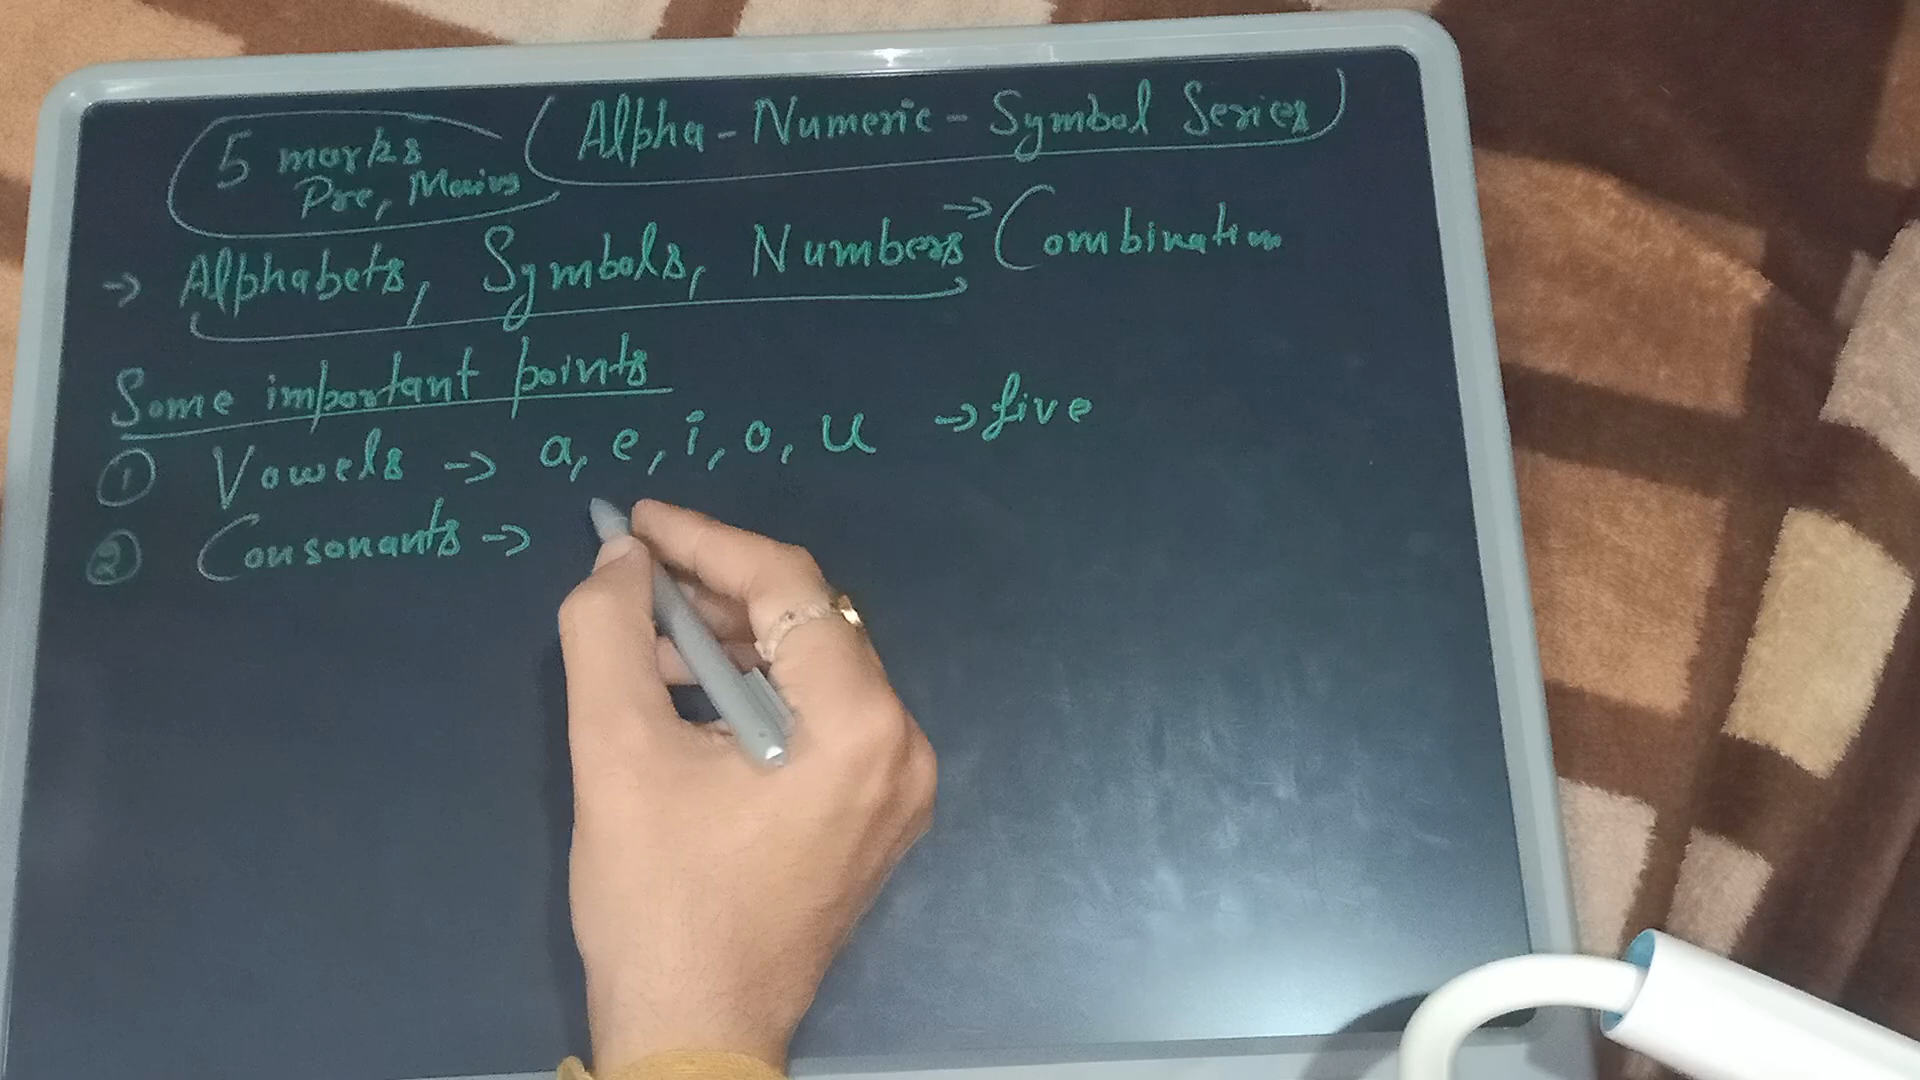 5 marks
Pre, Mains
Alpha-Numeric-Symbol Series
→ Alphabets, Symbols, Numbers → Combination
Some important points
① Vowels → a, e, i, o, u → five
② Consonants →